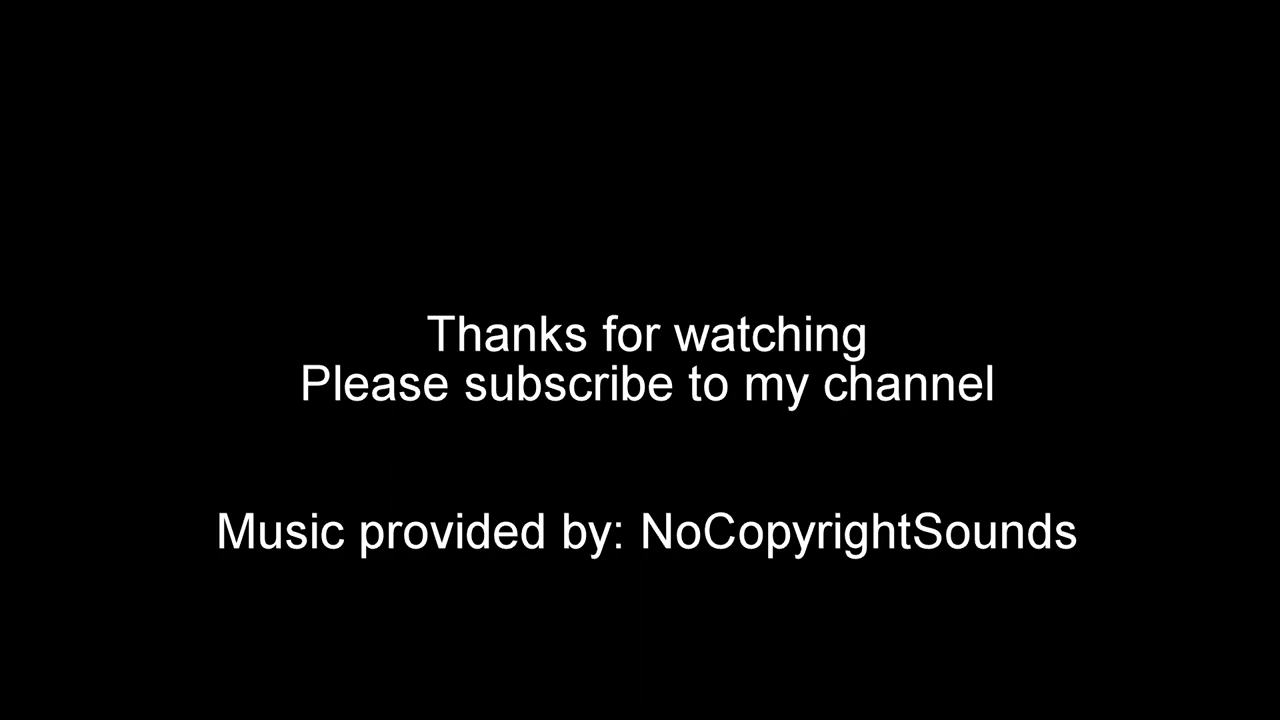 Thanks for watching
Please subscribe to my channel
Music provided by: NoCopyrightSounds